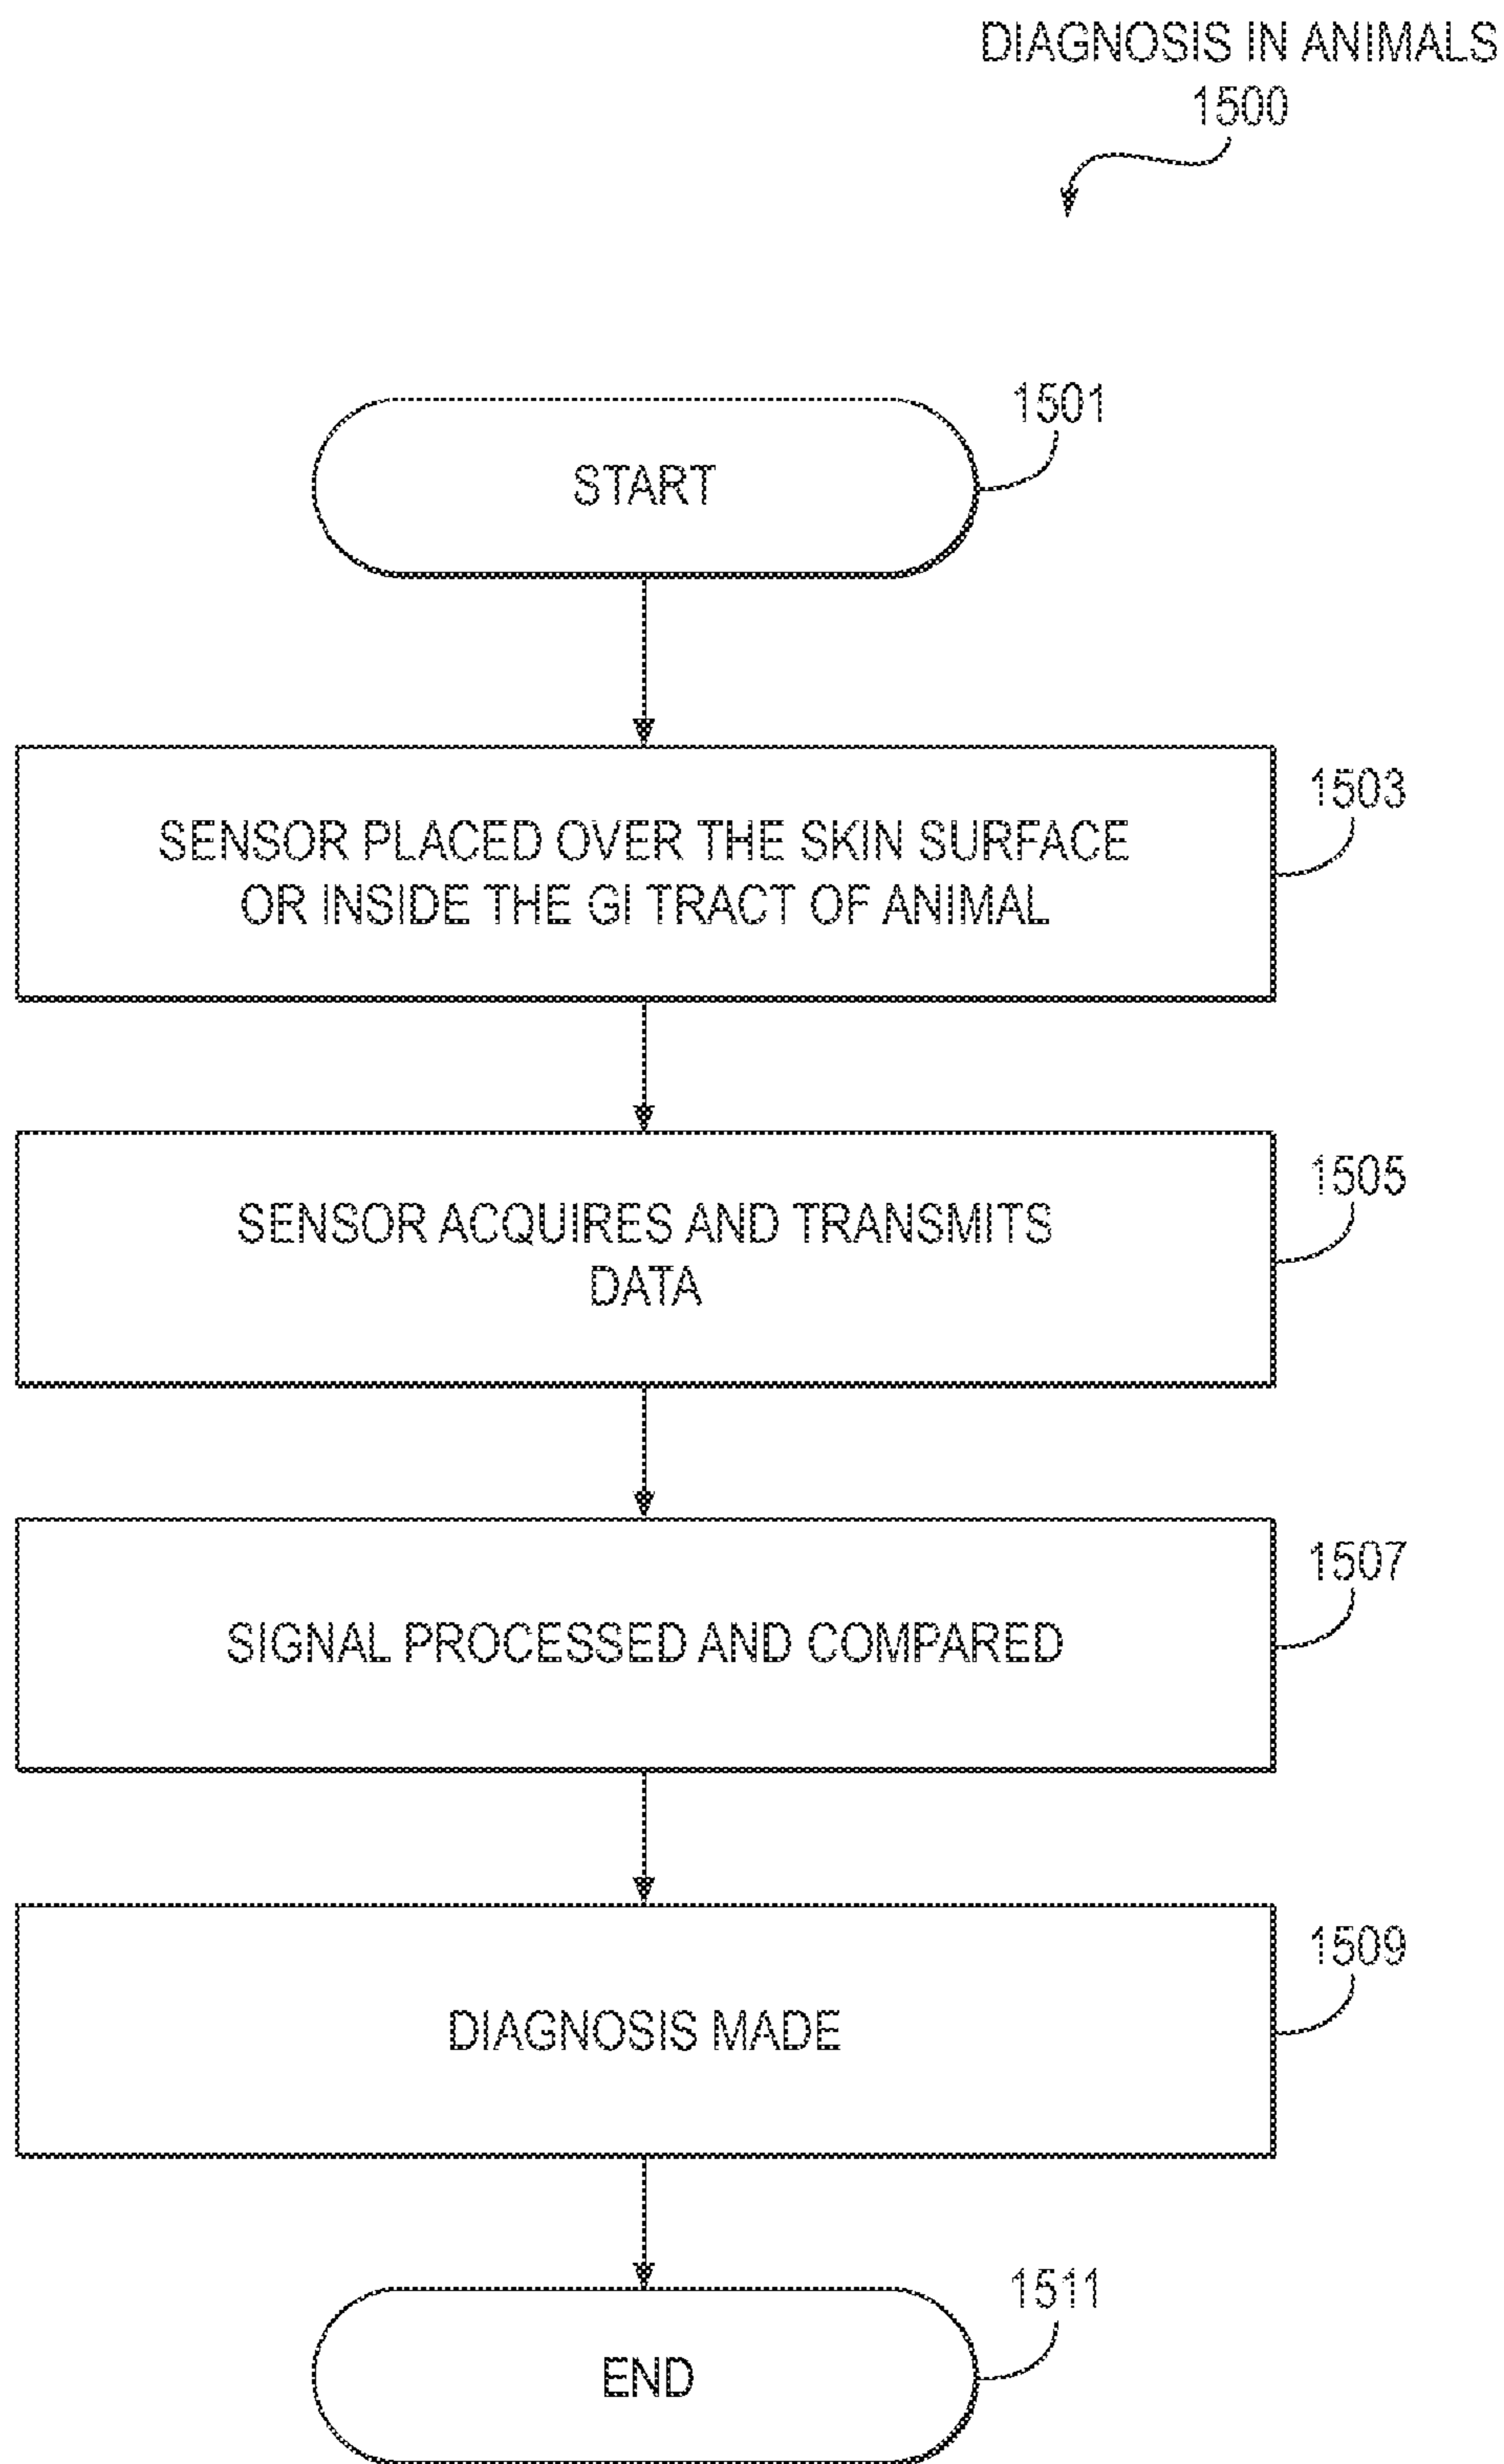 DIAGNOSIS IN ANIMALS
1500
1501
START
1503
SENSOR PLACED OVER THE SKIN SURFACE
OR INSIDE THE GI TRACT OF ANIMAL
1505
SENSOR ACQUIRES AND TRANSMITS
DATA
1507
SIGNAL PROCESSED AND COMPARED
1509
DIAGNOSIS MADE
1511
END